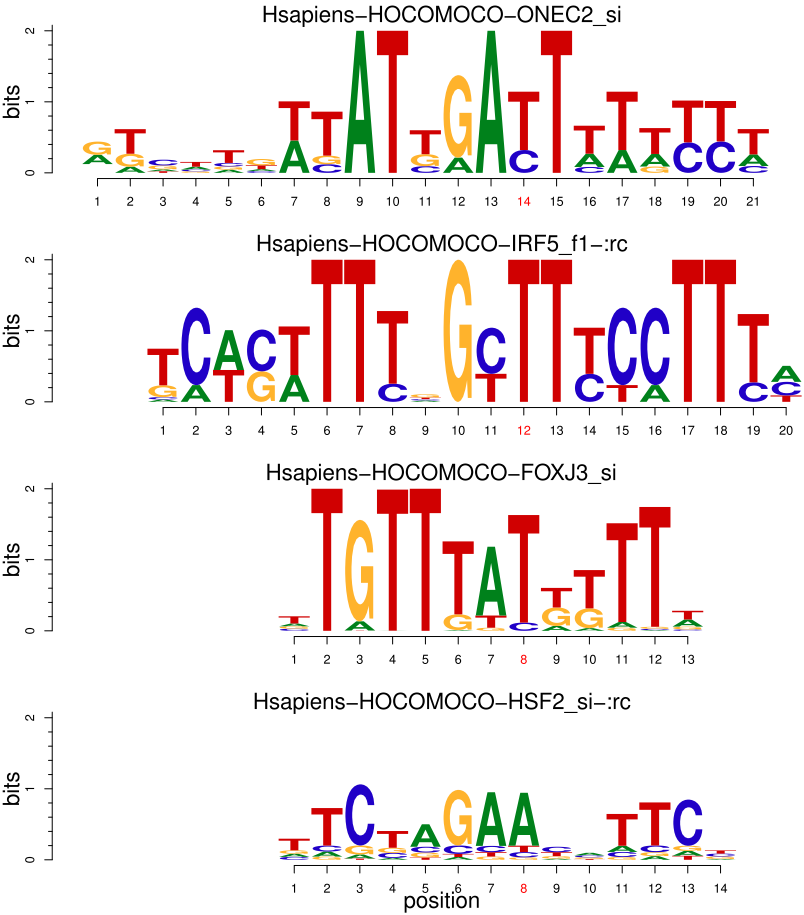 Hsapiens−HOCOMOCO−ONEC2_si
bits
0 1 2
1 2 3 4 5 6 7 8 9 10 11 12 13 14 15 16 17 18 19 20 21
Hsapiens−HOCOMOCO−IRF5_f1−:rc
bits
0 1 2
1 2 3 4 5 6 7 8 9 10 11 12 13 14 15 16 17 18 19 20
Hsapiens−HOCOMOCO−FOXJ3_si
bits
0 1 2
1 2 3 4 5 6 7 8 9 10 11 12 13
Hsapiens−HOCOMOCO−HSF2_si−:rc
bits
0 1 2
1 2 3 4 5 6 7 8 9 10 11 12 13 14
position